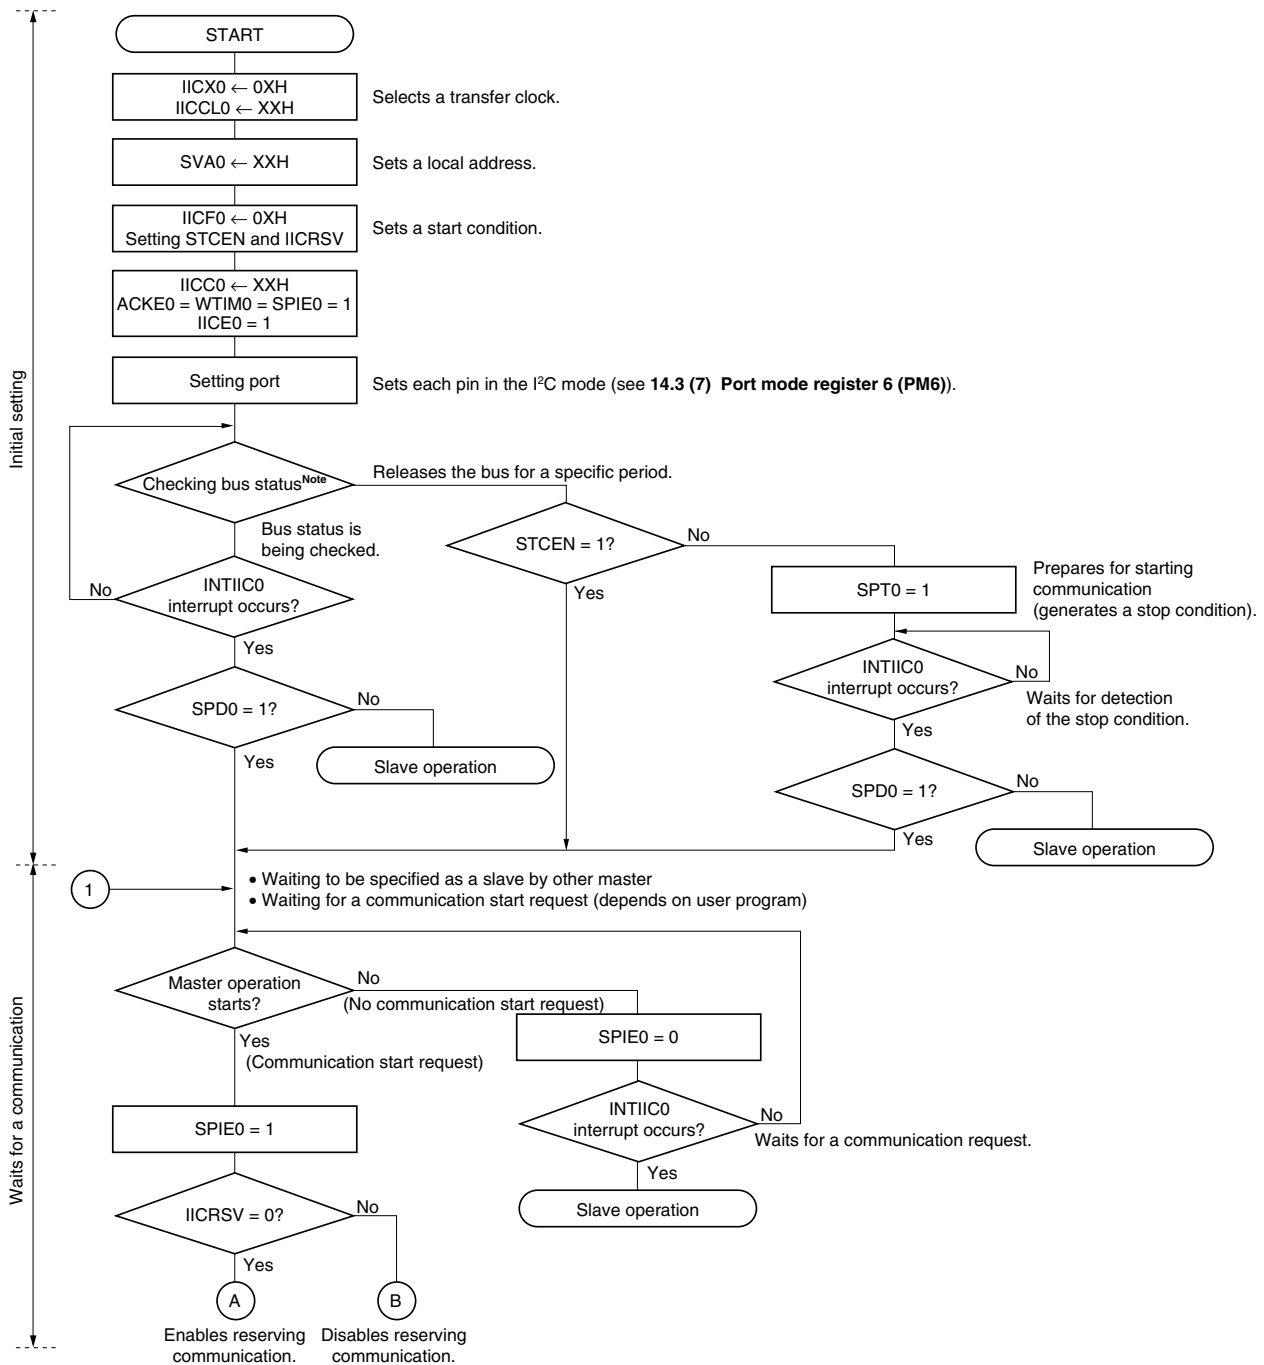 START
IICX0 ← 0XH
IICCL0 ← XXH
Selects a transfer clock.
SVA0 ← XXH
Sets a local address.
IICF0 ← 0XH
Setting STCEN and IICRSV
Sets a start condition.
IICC0 ← XXH
ACKE0 = WTIM0 = SPIE0 = 1
IICE0 = 1
Setting port
Sets each pin in the I²C mode (see 14.3 (7) Port mode register 6 (PM6)).
Initial setting
Checking bus statusNote
Releases the bus for a specific period.
Bus status is
being checked.
STCEN = 1?
No
Yes
SPT0 = 1
Prepares for starting
communication
(generates a stop condition).
INTIIC0
interrupt occurs?
No
Yes
INTIIC0
interrupt occurs?
No
Waits for detection
of the stop condition.
Yes
SPD0 = 1?
No
Yes
Slave operation
SPD0 = 1?
No
Yes
Slave operation
1
• Waiting to be specified as a slave by other master
• Waiting for a communication start request (depends on user program)
Waits for a communication
Master operation
starts?
No
(No communication start request)
Yes
(Communication start request)
SPIE0 = 0
INTIIC0
interrupt occurs?
No
Waits for a communication request.
Yes
Slave operation
SPIE0 = 1
IICRSV = 0?
No
Yes
A
B
Enables reserving
communication.
Disables reserving
communication.